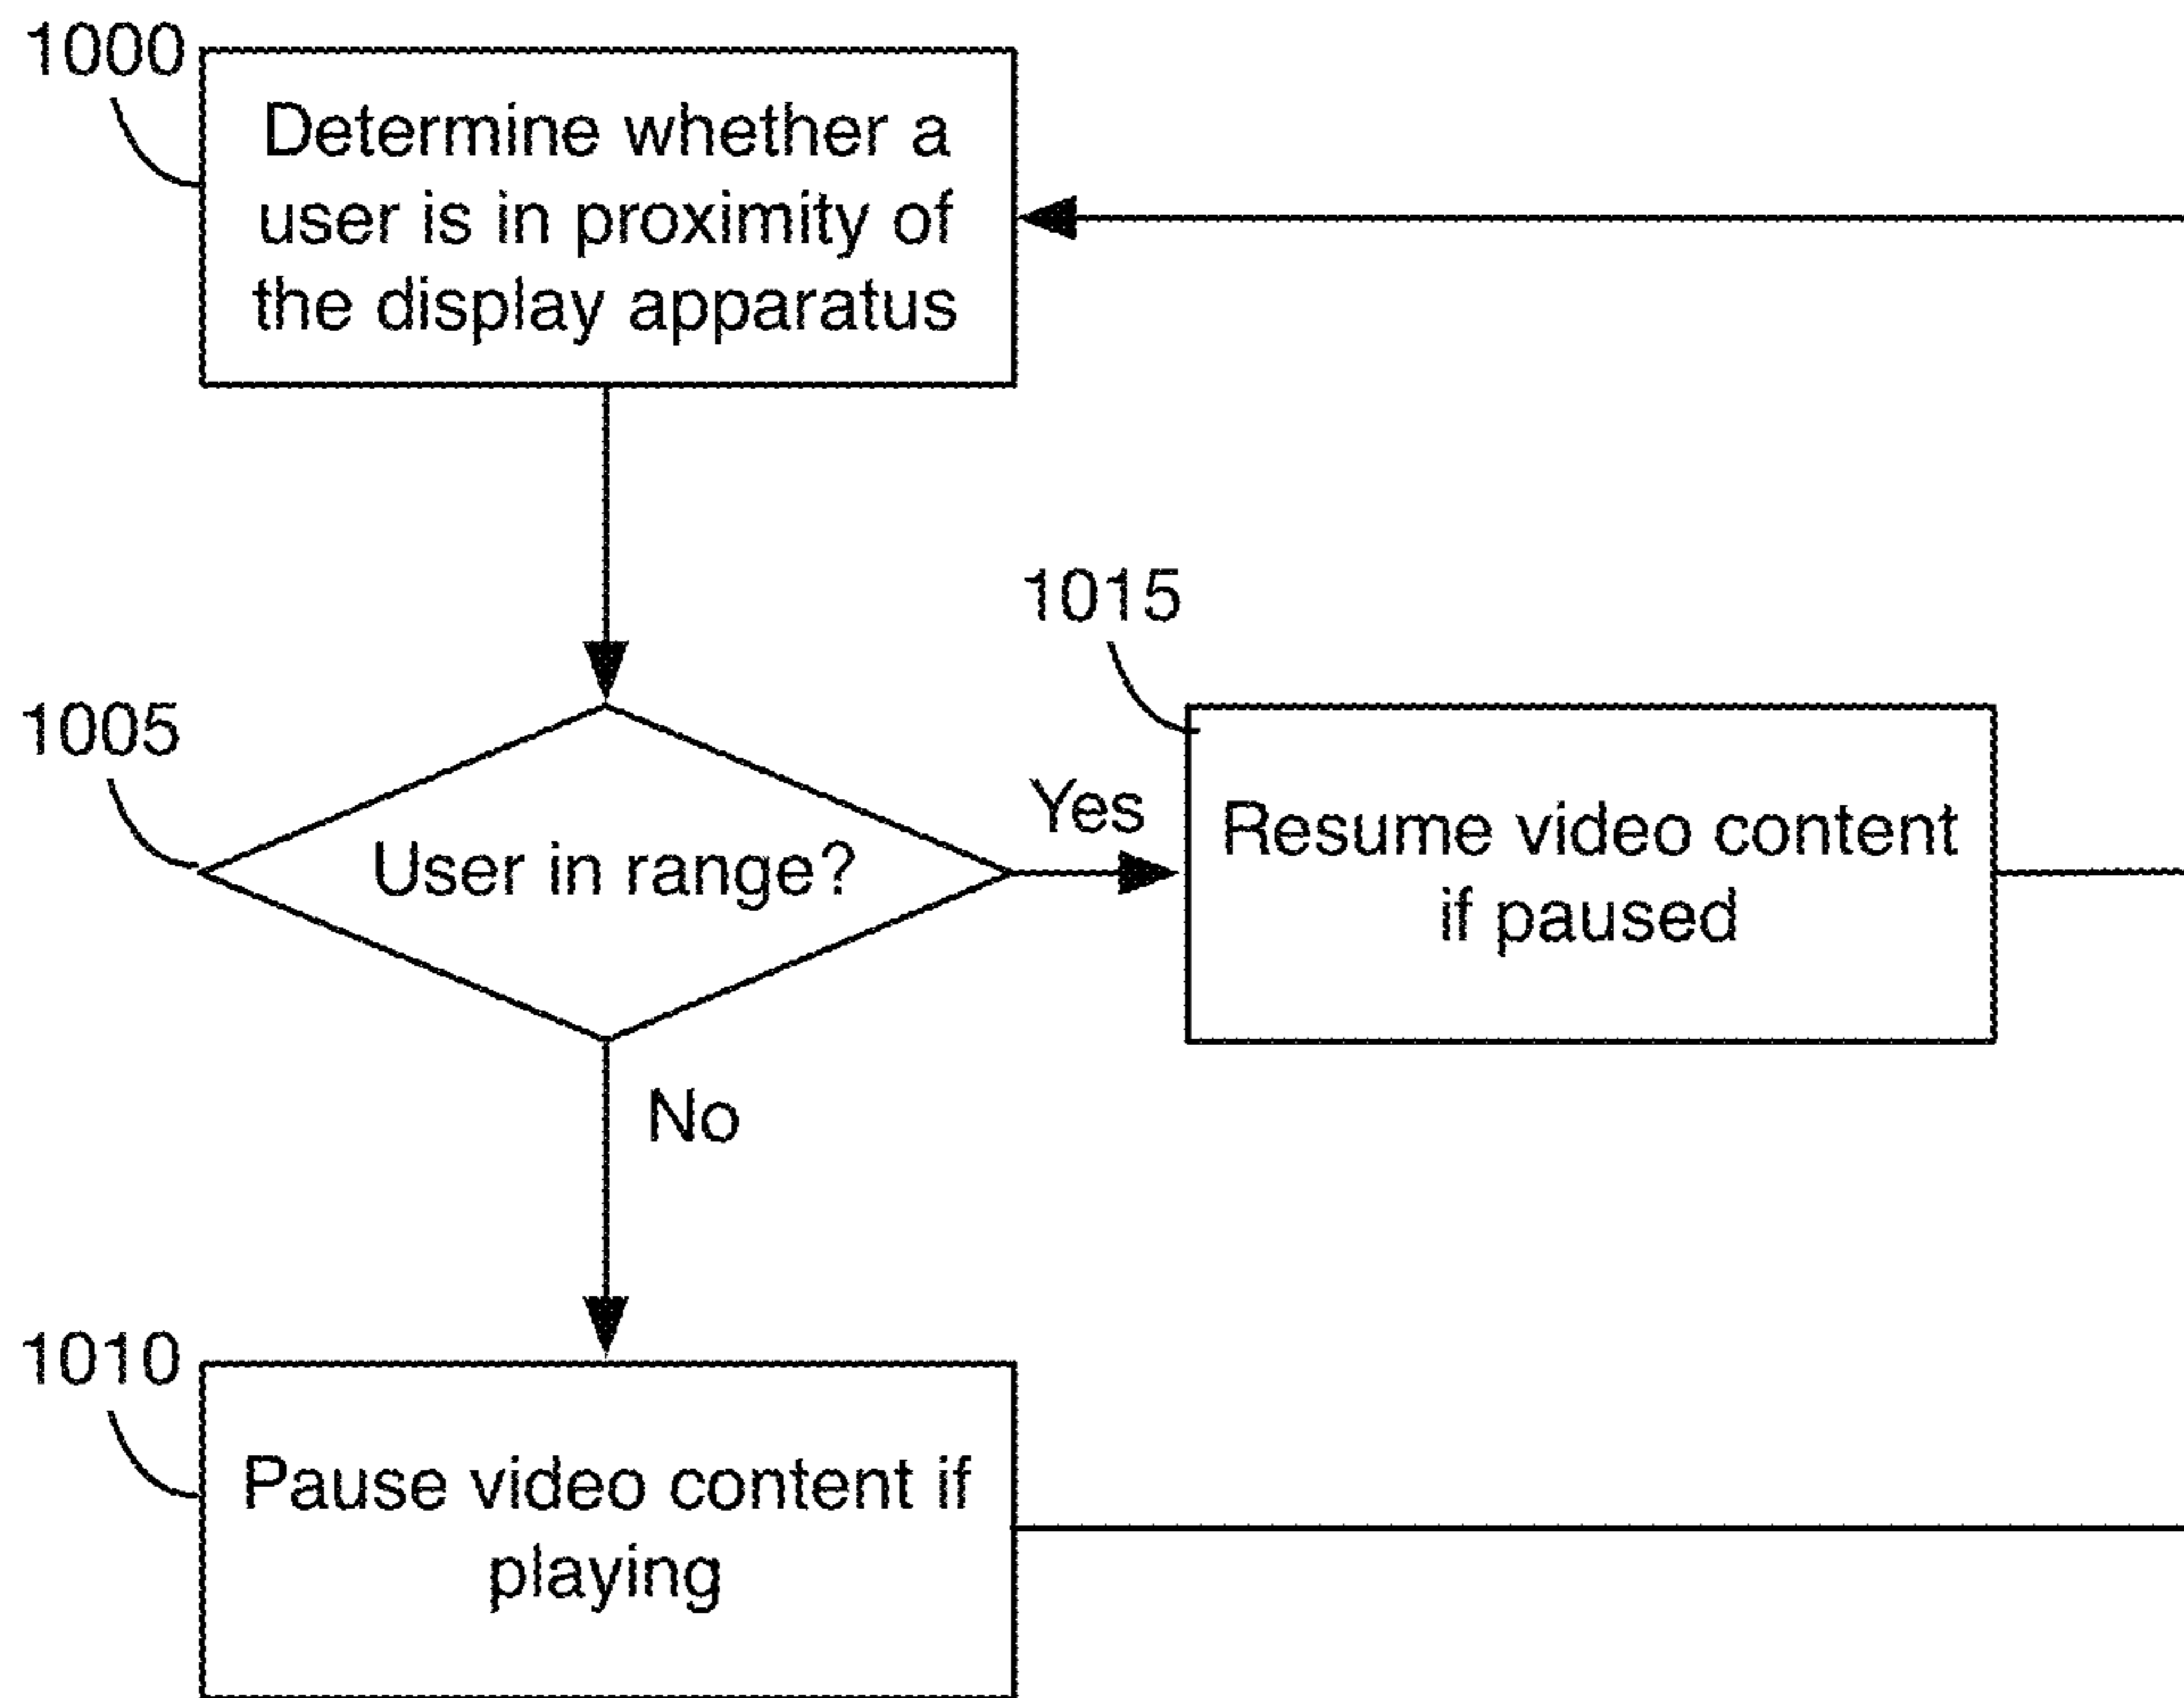 1000
Determine whether a
user is in proximity of
the display apparatus
1015
1005
Yes
User in range?
Resume video content
if paused
No
1010
Pause video content if
playing